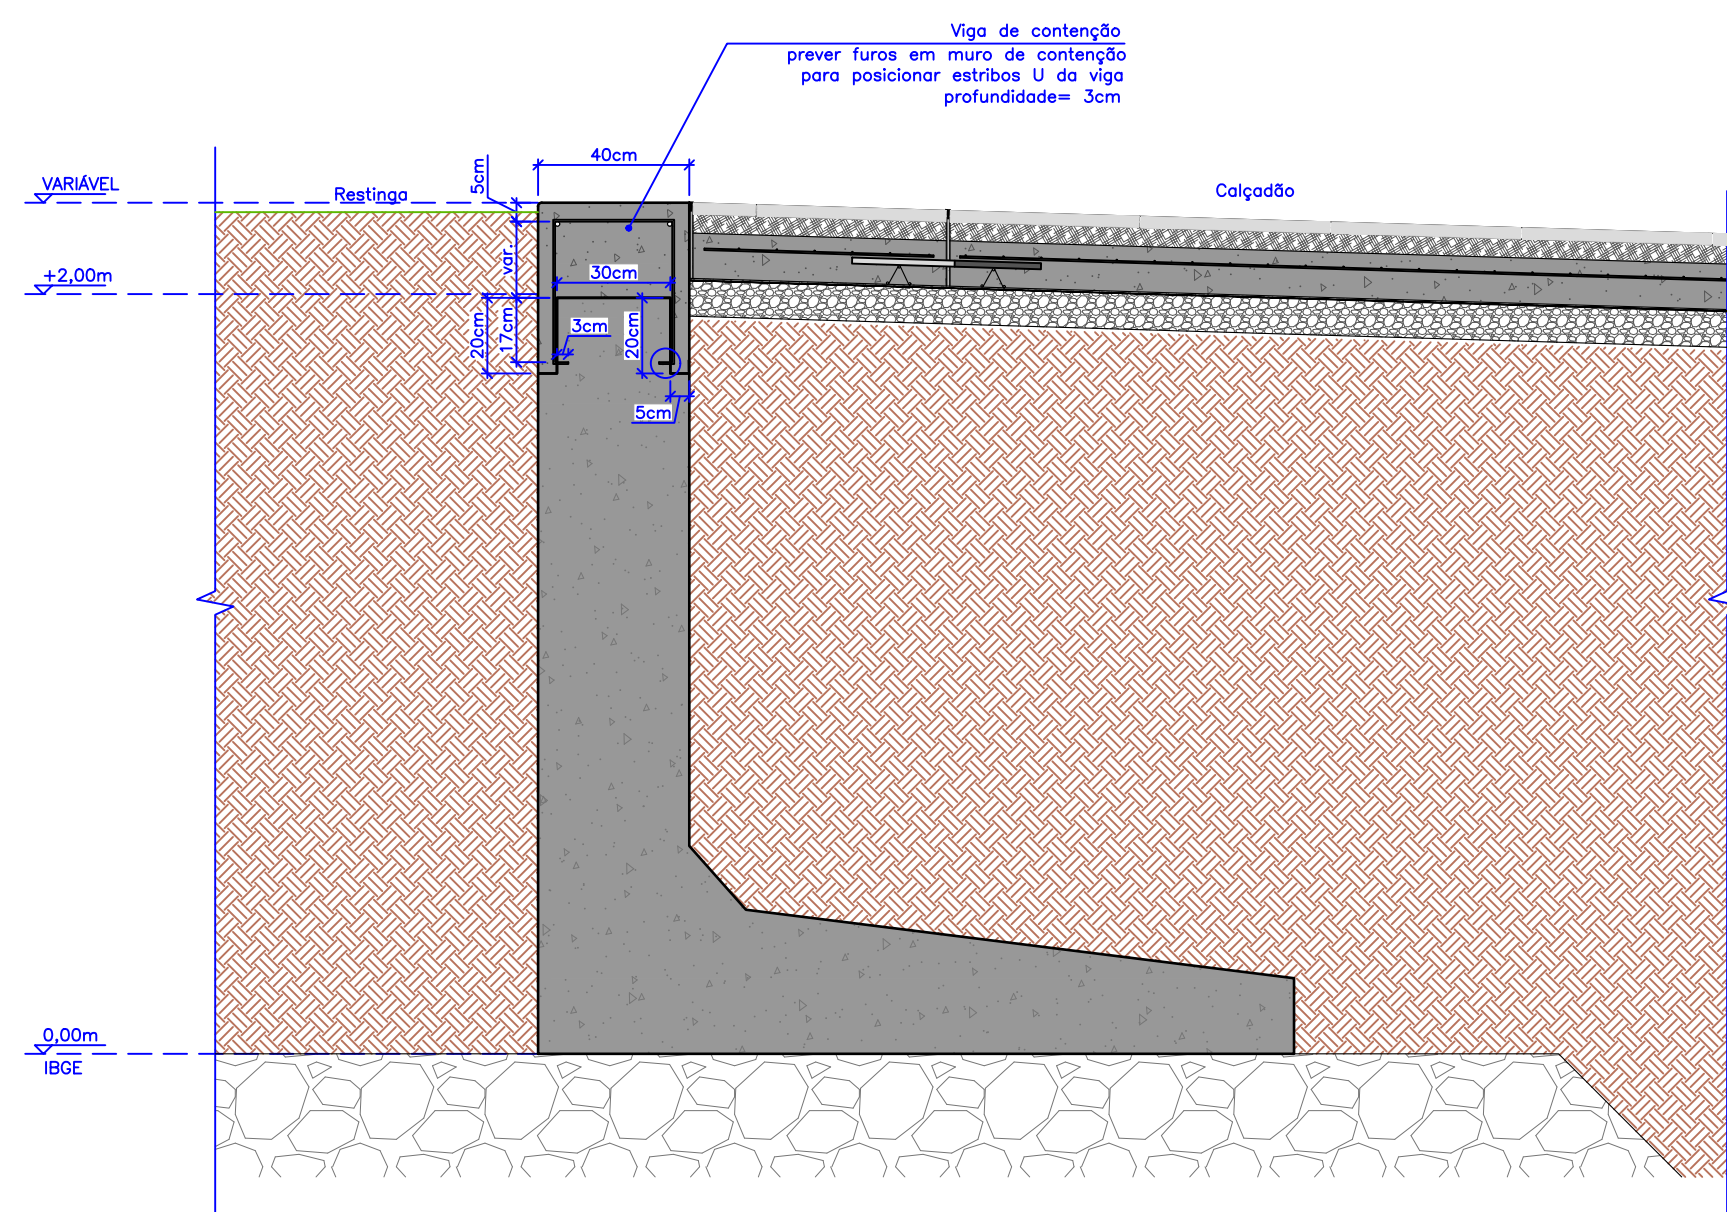 Viga de contenção
prever furos em muro de contenção
para posicionar estribos U da viga
profundidade= 3cm
40cm
5cm
VARIÁVEL
Restinga
Calçadão
var.
+2,00m
30cm
20cm
17cm
3cm
20cm
5cm
0,00m
IBGE